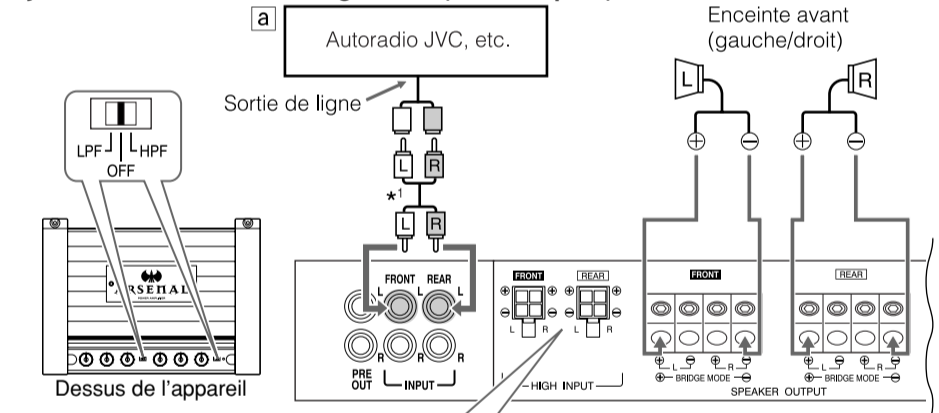 a
Autoradio JVC, etc.
Enceinte avant
(gauche/droit)
Sortie de ligne
L R
LPF HPF
OFF
L R
*1
L R
ARSENAL
Dessus de l'appareil
FRONT REAR
L L L
R R R
PRE
OUT
INPUT
FRONT REAR
⊕ ⊕ ⊕ ⊕
⊖ ⊖ ⊖ ⊖
L R L R
HIGH INPUT
⊕ ⊖ ⊕ ⊖
FRONT REAR
⊕ L ⊖ ⊕ R ⊖ ⊕ L ⊖ ⊕ R ⊖
⊕ BRIDGE MODE ⊖ ⊕ BRIDGE MODE ⊖
SPEAKER OUTPUT